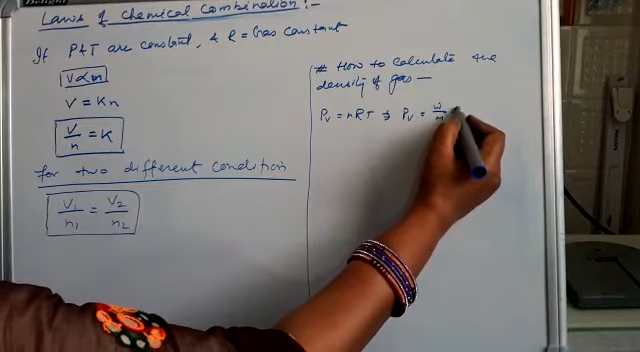 Delight
Laws of Chemical Combination :-
If P&T are constant, & R = Gas constant
V∝n
V = Kn
V/n = K
for two different condition
V1/n1 = V2/n2
# How to calculate the
density of gas —
PV = nRT ⇒ PV = w/m